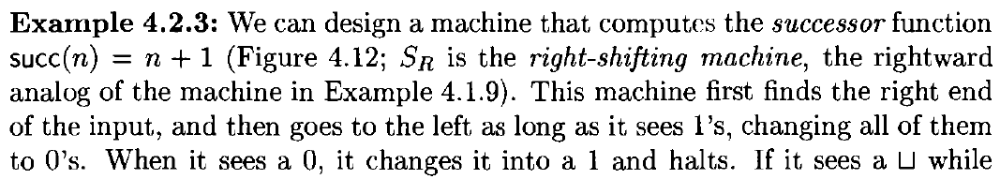 Example 4.2.3: We can design a machine that computes the successor function
succ(n) = n + 1 (Figure 4.12; S_R is the right-shifting machine, the rightward
analog of the machine in Example 4.1.9). This machine first finds the right end
of the input, and then goes to the left as long as it sees 1's, changing all of them
to 0's. When it sees a 0, it changes it into a 1 and halts. If it sees a ⊔ while